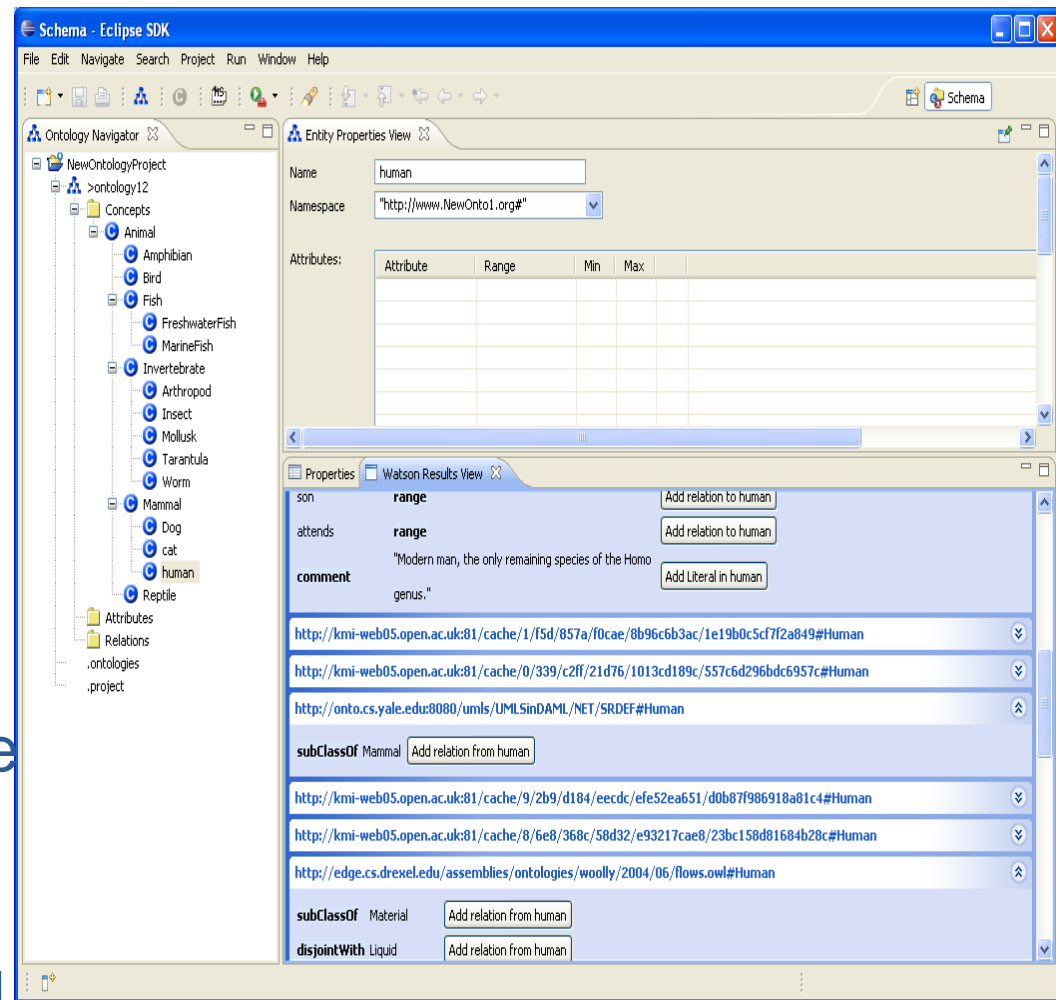 Schema - Eclipse SDK
File Edit Navigate Search Project Run Window Help
Schema
Ontology Navigator
NewOntologyProject
>ontology12
Concepts
Animal
Amphibian
Bird
Fish
FreshwaterFish
MarineFish
Invertebrate
Arthropod
Insect
Mollusk
Tarantula
Worm
Mammal
Dog
cat
human
Reptile
Attributes
Relations
.ontologies
.project
Entity Properties View
Name human
Namespace "http://www.NewOnto1.org#"
Attributes:
Attribute Range Min Max
Properties Watson Results View
son range Add relation to human
attends range Add relation to human
comment "Modern man, the only remaining species of the Homo genus." Add Literal in human
http://kmi-web05.open.ac.uk:81/cache/1/f5d/857a/f0cae/8b96c6b3ac/1e19b0c5cf7f2a849#Human
http://kmi-web05.open.ac.uk:81/cache/0/339/c2ff/21d76/1013cd189c/557c6d296bdc6957c#Human
http://onto.cs.yale.edu:8080/umls/UMLSinDAML/NET/SRDEF#Human
subClassOf Mammal Add relation from human
http://kmi-web05.open.ac.uk:81/cache/9/2b9/d184/eecdc/efe52ea651/d0b87f986918a81c4#Human
http://kmi-web05.open.ac.uk:81/cache/8/6e8/368c/58d32/e93217cae8/23bc158d81684b28c#Human
http://edge.cs.drexel.edu/assemblies/ontologies/woolly/2004/06/flows.owl#Human
subClassOf Material Add relation from human
disjointWith Liquid Add relation from human